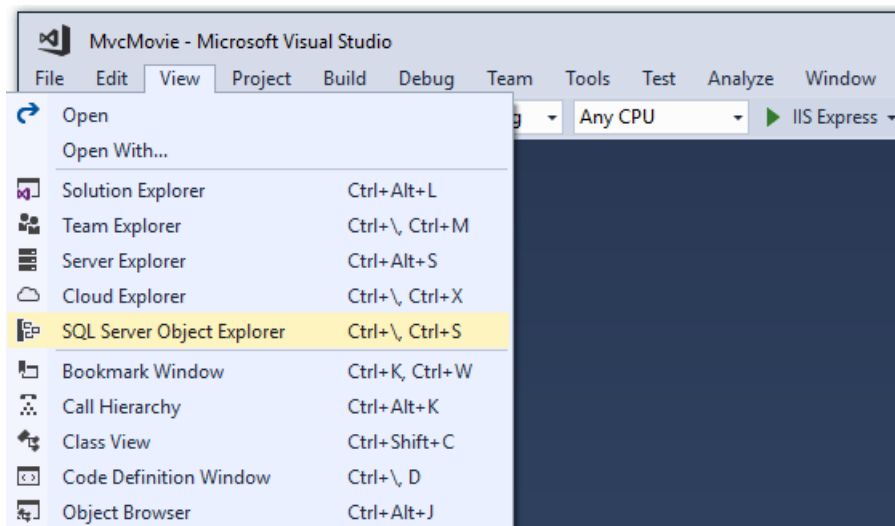 MvcMovie - Microsoft Visual Studio
File Edit View Project Build Debug Team Tools Test Analyze Window
Any CPU IIS Express
Open
Open With...
Solution Explorer Ctrl+Alt+L
Team Explorer Ctrl+\, Ctrl+M
Server Explorer Ctrl+Alt+S
Cloud Explorer Ctrl+\, Ctrl+X
SQL Server Object Explorer Ctrl+\, Ctrl+S
Bookmark Window Ctrl+K, Ctrl+W
Call Hierarchy Ctrl+Alt+K
Class View Ctrl+Shift+C
Code Definition Window Ctrl+\, D
Object Browser Ctrl+Alt+J